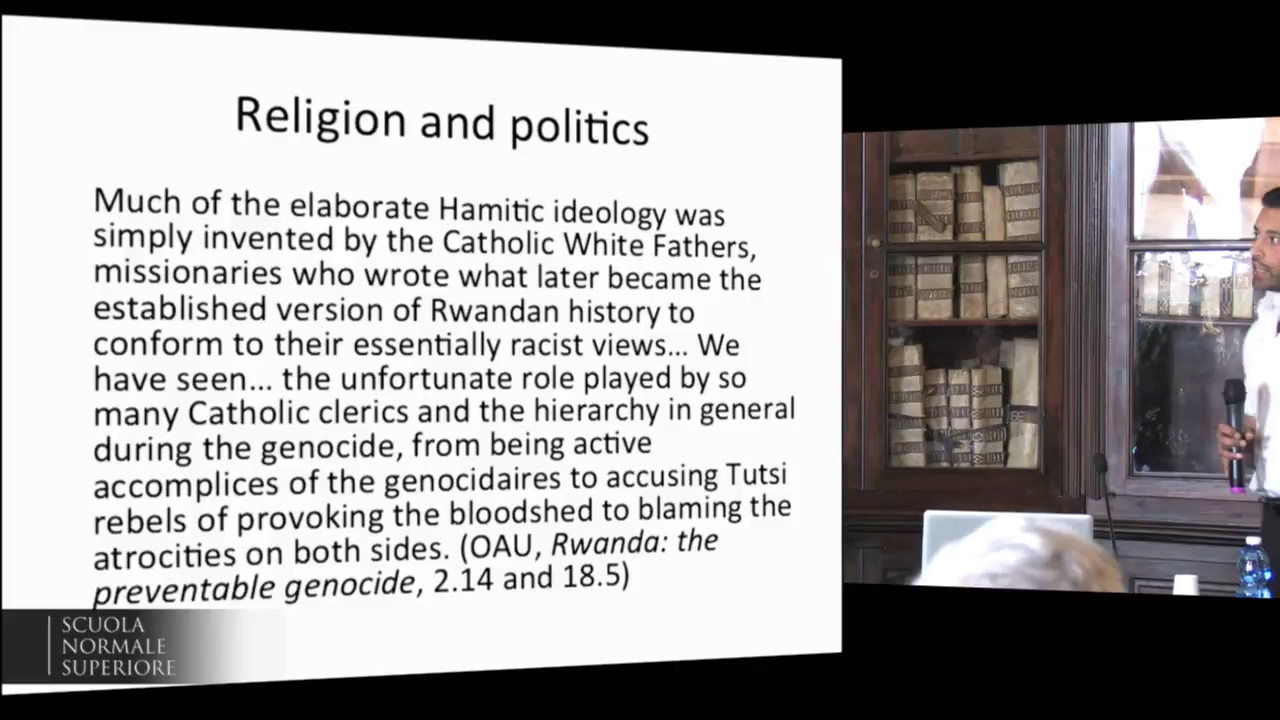 Religion and politics
Much of the elaborate Hamitic ideology was
simply invented by the Catholic White Fathers,
missionaries who wrote what later became the
established version of Rwandan history to
conform to their essentially racist views... We
have seen... the unfortunate role played by so
many Catholic clerics and the hierarchy in general
during the genocide, from being active
accomplices of the genocidaires to accusing Tutsi
rebels of provoking the bloodshed to blaming the
atrocities on both sides. (OAU, Rwanda: the
preventable genocide, 2.14 and 18.5)
SCUOLA
NORMALE
SUPERIORE